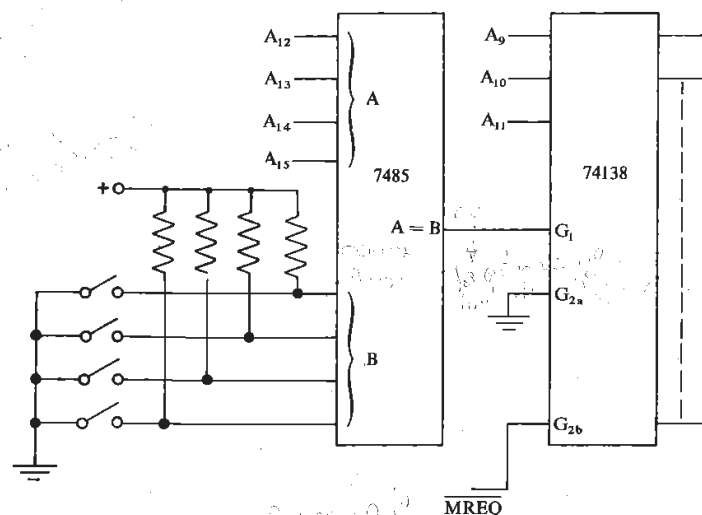 A12
A13
A14
A15
A
7485
A = B
B
+
A9
A10
A11
74138
G1
G2a
G2b
MREQ